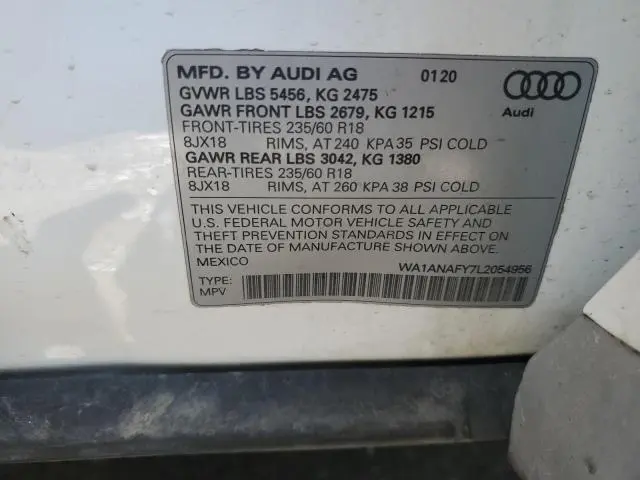 MFD. BY AUDI AG 0120
GVWR LBS 5456, KG 2475
GAWR FRONT LBS 2679, KG 1215
Audi
FRONT-TIRES 235/60 R18
8JX18 RIMS, AT 240 KPA 35 PSI COLD
GAWR REAR LBS 3042, KG 1380
REAR-TIRES 235/60 R18
8JX18 RIMS, AT 260 KPA 38 PSI COLD
THIS VEHICLE CONFORMS TO ALL APPLICABLE
U.S. FEDERAL MOTOR VEHICLE SAFETY AND
THEFT PREVENTION STANDARDS IN EFFECT ON
THE DATE OF MANUFACTURE SHOWN ABOVE.
MEXICO WA1ANAFY7L2054956
TYPE:
MPV